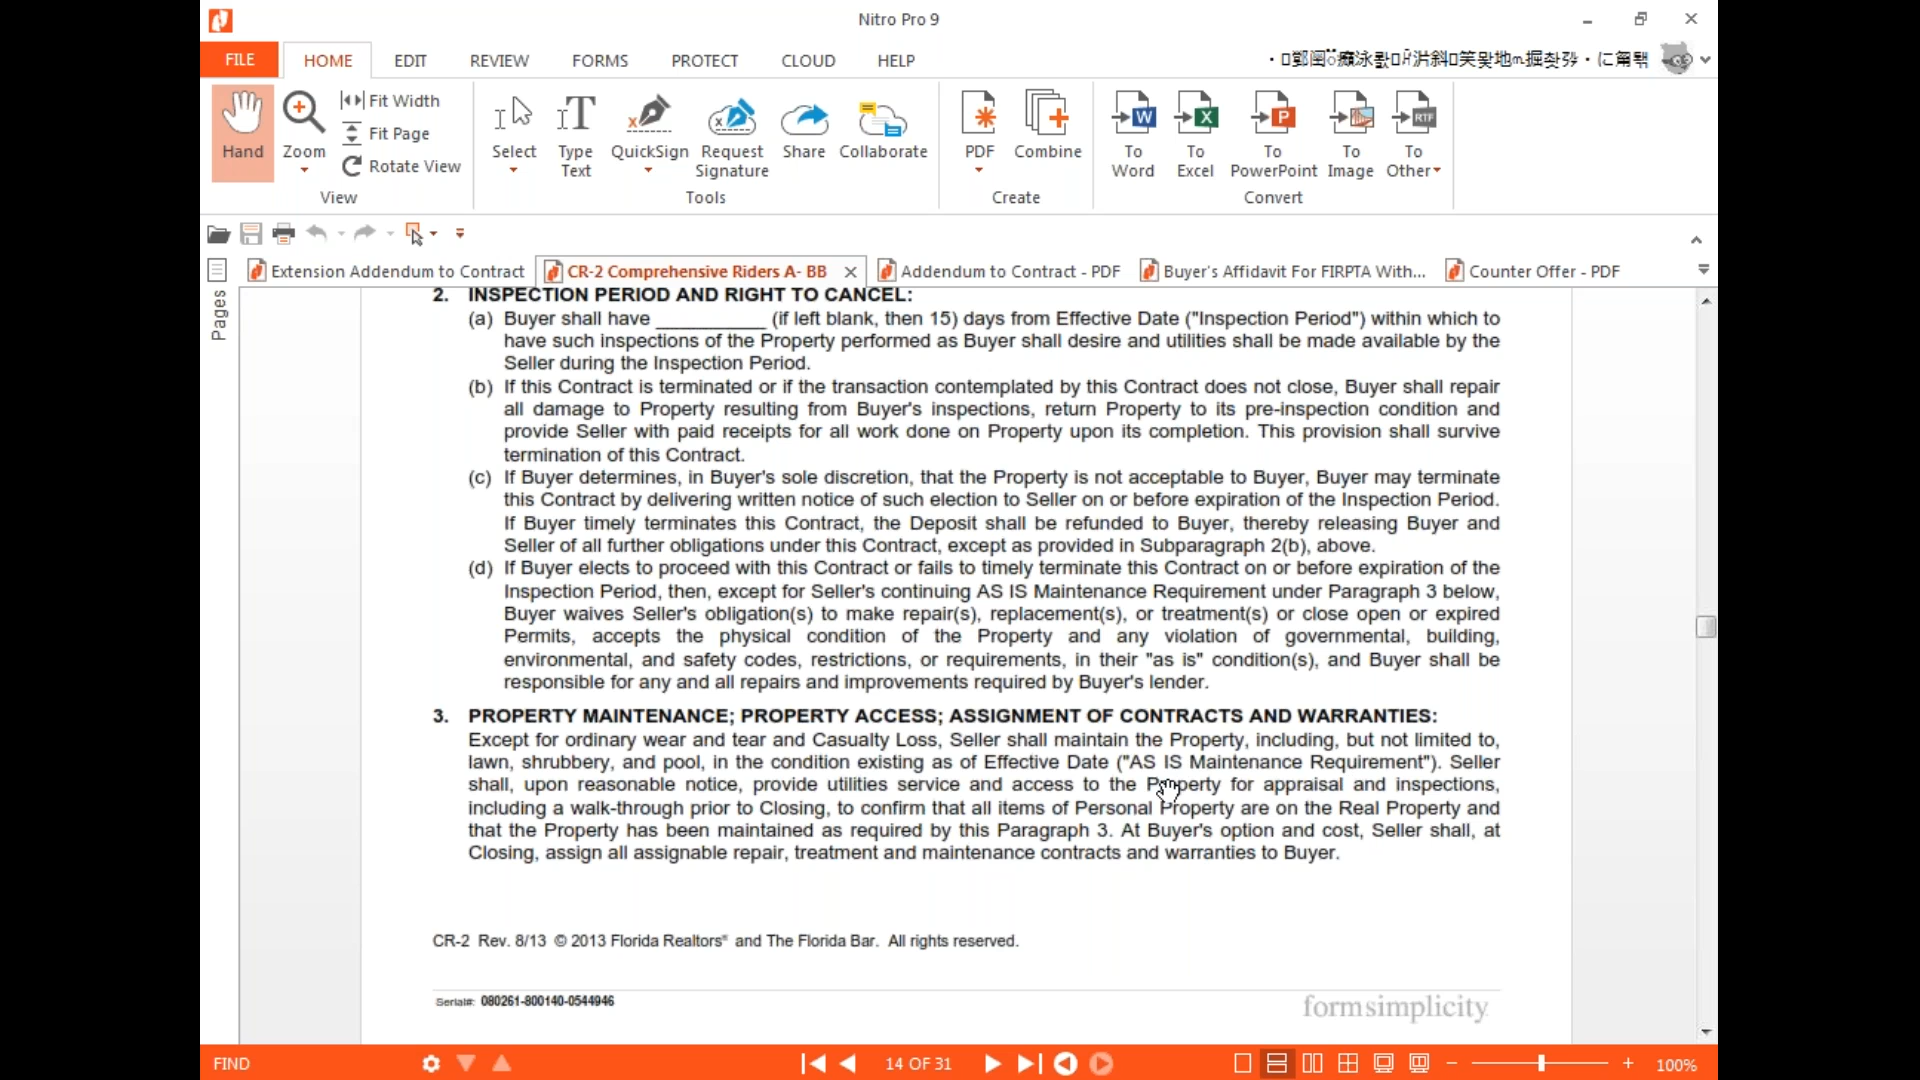 Nitro Pro 9
FILE HOME EDIT REVIEW FORMS PROTECT CLOUD HELP
Fit Width
Fit Page
Rotate View
Hand Zoom Select Type Text QuickSign Request Signature Share Collaborate PDF Combine To Word To Excel To PowerPoint To Image To Other
View Tools Create Convert
Pages
Extension Addendum to Contract CR-2 Comprehensive Riders A- BB Addendum to Contract - PDF Buyer's Affidavit For FIRPTA With... Counter Offer - PDF
2. INSPECTION PERIOD AND RIGHT TO CANCEL:
(a) Buyer shall have __________ (if left blank, then 15) days from Effective Date ("Inspection Period") within which to
have such inspections of the Property performed as Buyer shall desire and utilities shall be made available by the
Seller during the Inspection Period.
(b) If this Contract is terminated or if the transaction contemplated by this Contract does not close, Buyer shall repair
all damage to Property resulting from Buyer's inspections, return Property to its pre-inspection condition and
provide Seller with paid receipts for all work done on Property upon its completion. This provision shall survive
termination of this Contract.
(c) If Buyer determines, in Buyer's sole discretion, that the Property is not acceptable to Buyer, Buyer may terminate
this Contract by delivering written notice of such election to Seller on or before expiration of the Inspection Period.
If Buyer timely terminates this Contract, the Deposit shall be refunded to Buyer, thereby releasing Buyer and
Seller of all further obligations under this Contract, except as provided in Subparagraph 2(b), above.
(d) If Buyer elects to proceed with this Contract or fails to timely terminate this Contract on or before expiration of the
Inspection Period, then, except for Seller's continuing AS IS Maintenance Requirement under Paragraph 3 below,
Buyer waives Seller's obligation(s) to make repair(s), replacement(s), or treatment(s) or close open or expired
Permits, accepts the physical condition of the Property and any violation of governmental, building,
environmental, and safety codes, restrictions, or requirements, in their "as is" condition(s), and Buyer shall be
responsible for any and all repairs and improvements required by Buyer's lender.
3. PROPERTY MAINTENANCE; PROPERTY ACCESS; ASSIGNMENT OF CONTRACTS AND WARRANTIES:
Except for ordinary wear and tear and Casualty Loss, Seller shall maintain the Property, including, but not limited to,
lawn, shrubbery, and pool, in the condition existing as of Effective Date ("AS IS Maintenance Requirement"). Seller
shall, upon reasonable notice, provide utilities service and access to the Property for appraisal and inspections,
including a walk-through prior to Closing, to confirm that all items of Personal Property are on the Real Property and
that the Property has been maintained as required by this Paragraph 3. At Buyer's option and cost, Seller shall, at
Closing, assign all assignable repair, treatment and maintenance contracts and warranties to Buyer.
CR-2 Rev. 8/13 © 2013 Florida Realtors® and The Florida Bar. All rights reserved.
Serial#: 080261-800140-0544946
formsimplicity
FIND 14 OF 31 100%